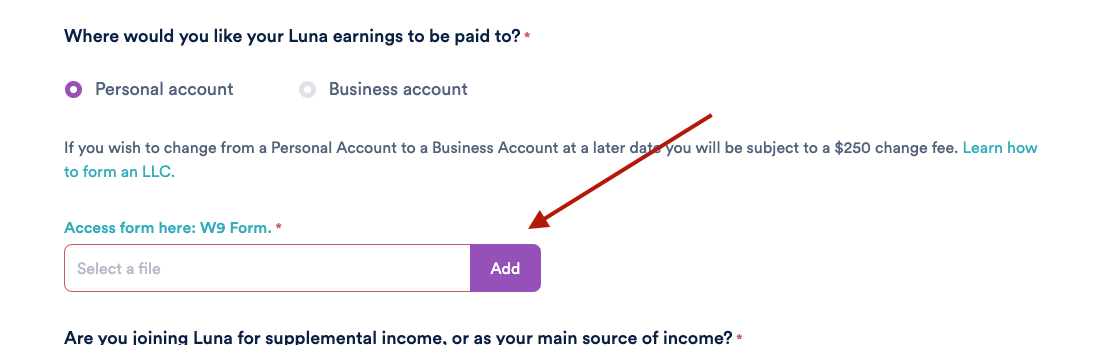 Where would you like your Luna earnings to be paid to? *
Personal account
Business account
If you wish to change from a Personal Account to a Business Account at a later date you will be subject to a $250 change fee. Learn how
to form an LLC.
Access form here: W9 Form. *
Select a file
Add
Are you joining Luna for supplemental income, or as your main source of income? *